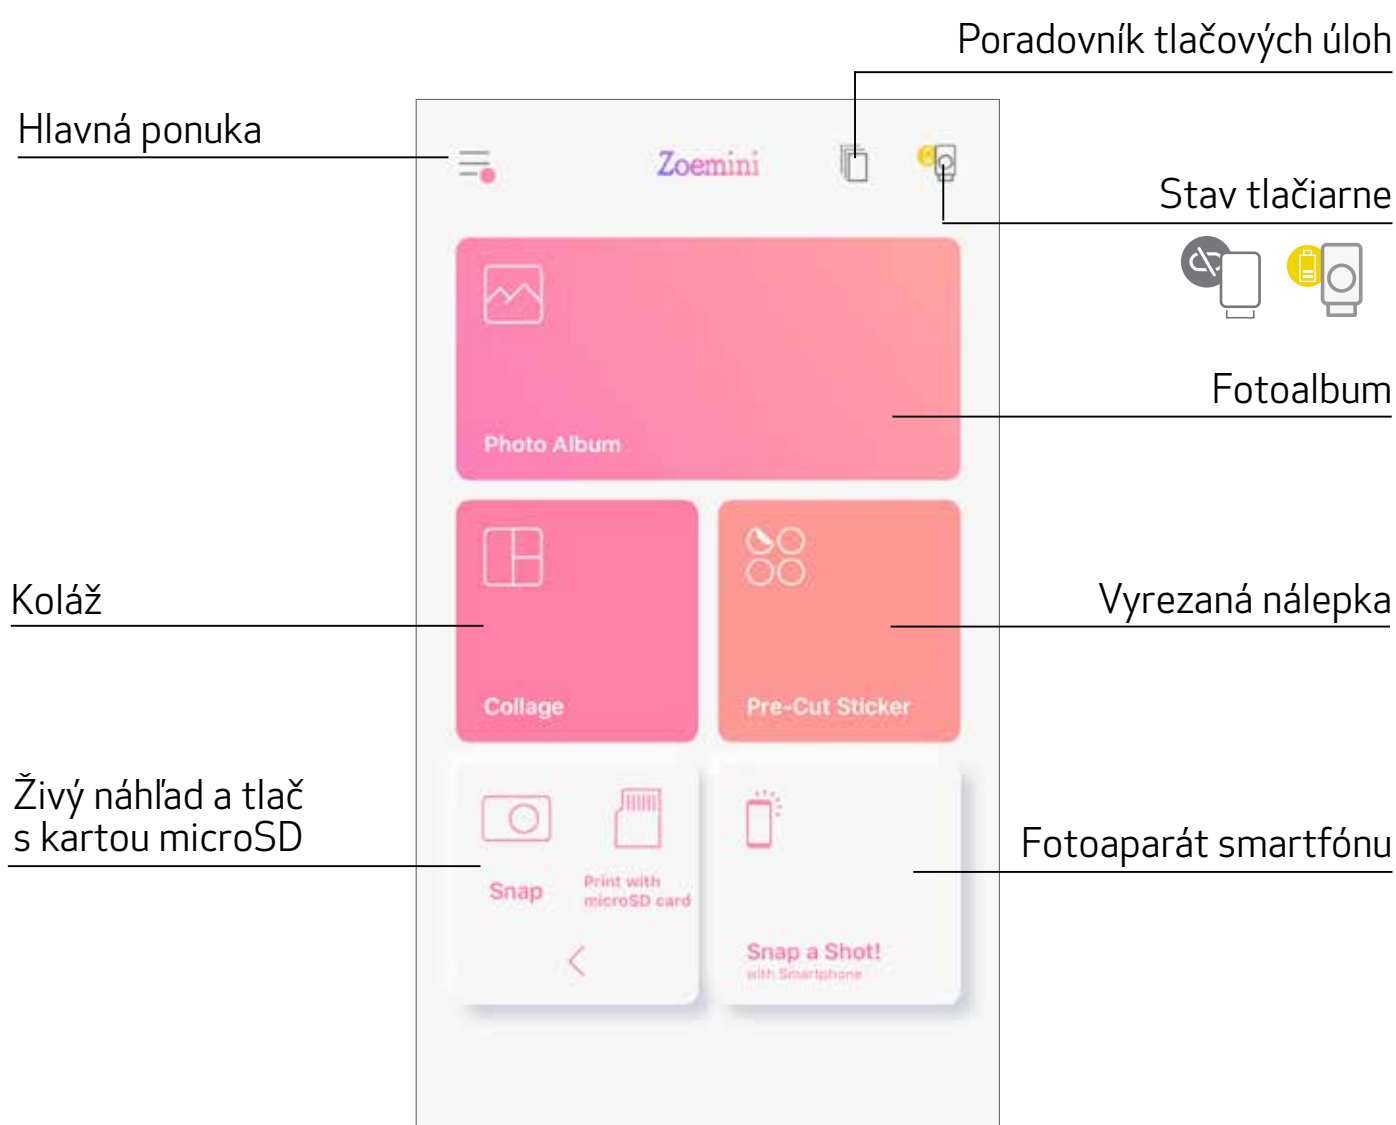 Poradovník tlačových úloh
Hlavná ponuka
Zoemini
Stav tlačiarne
Fotoalbum
Photo Album
Koláž
Vyrezaná nálepka
Collage
Pre-Cut Sticker
Živý náhľad a tlač
s kartou microSD
Fotoaparát smartfónu
Snap
Print with
microSD card
Snap a Shot!
with Smartphone